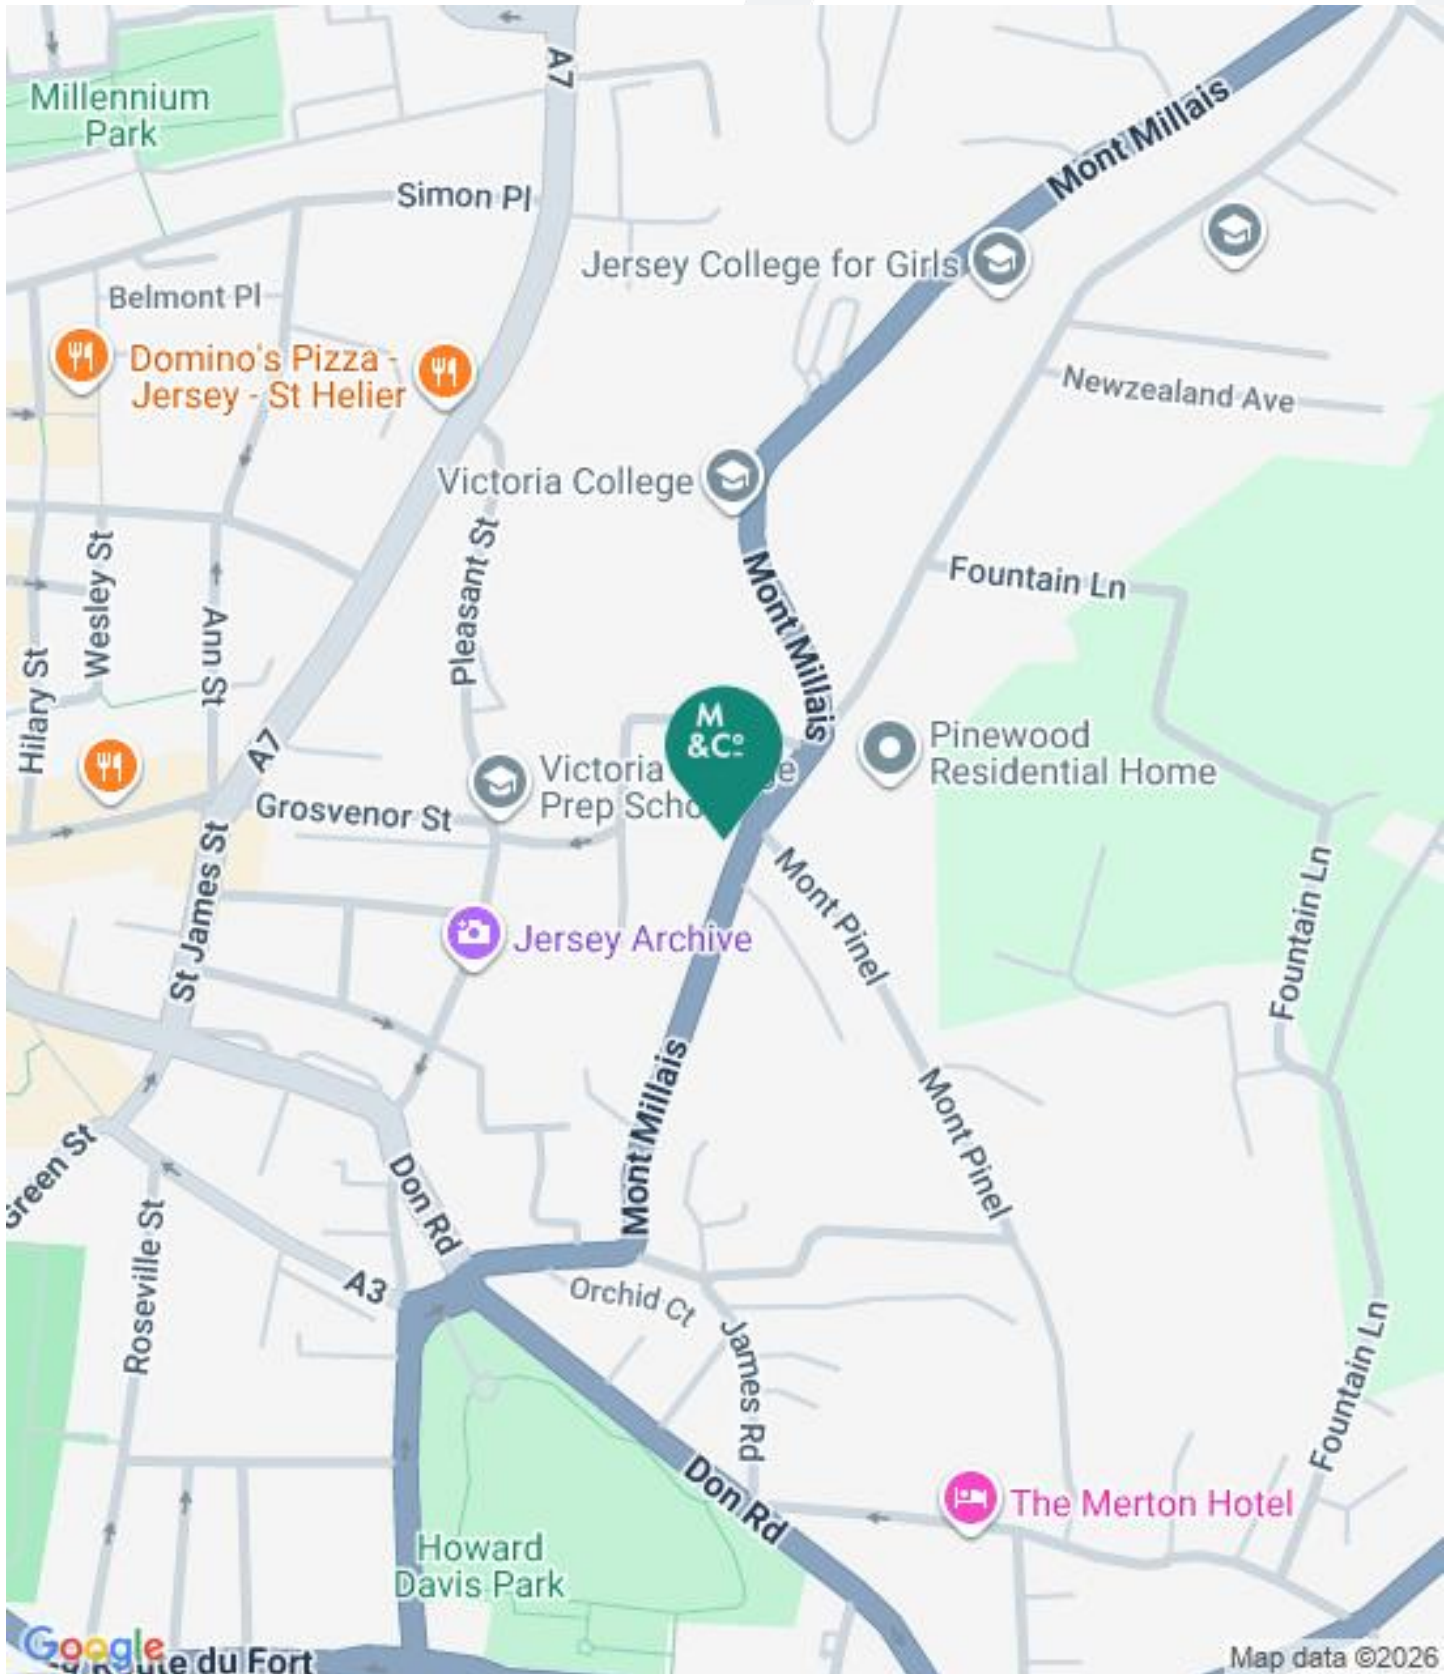 A7
Millennium
Park
Mont Millais
Simon Pl
Jersey College for Girls
Belmont Pl
Domino's Pizza -
Jersey - St Helier
Newzealand Ave
Victoria College
Pleasant St
Wesley St
Mont Millais
Fountain Ln
Ann St
Hilary St
M
&Co
A7
Pinewood
Residential Home
Victoria
Prep
Grosvenor St
St James St
Mont Pinel
Fountain Ln
Jersey Archive
Mont Millais
Mont Pinel
Green St
Don Rd
Roseville St
A3
Orchid Ct
James Rd
Fountain Ln
Don Rd
The Merton Hotel
Howard
Davis Park
Google
Route du Fort
Map data ©2026